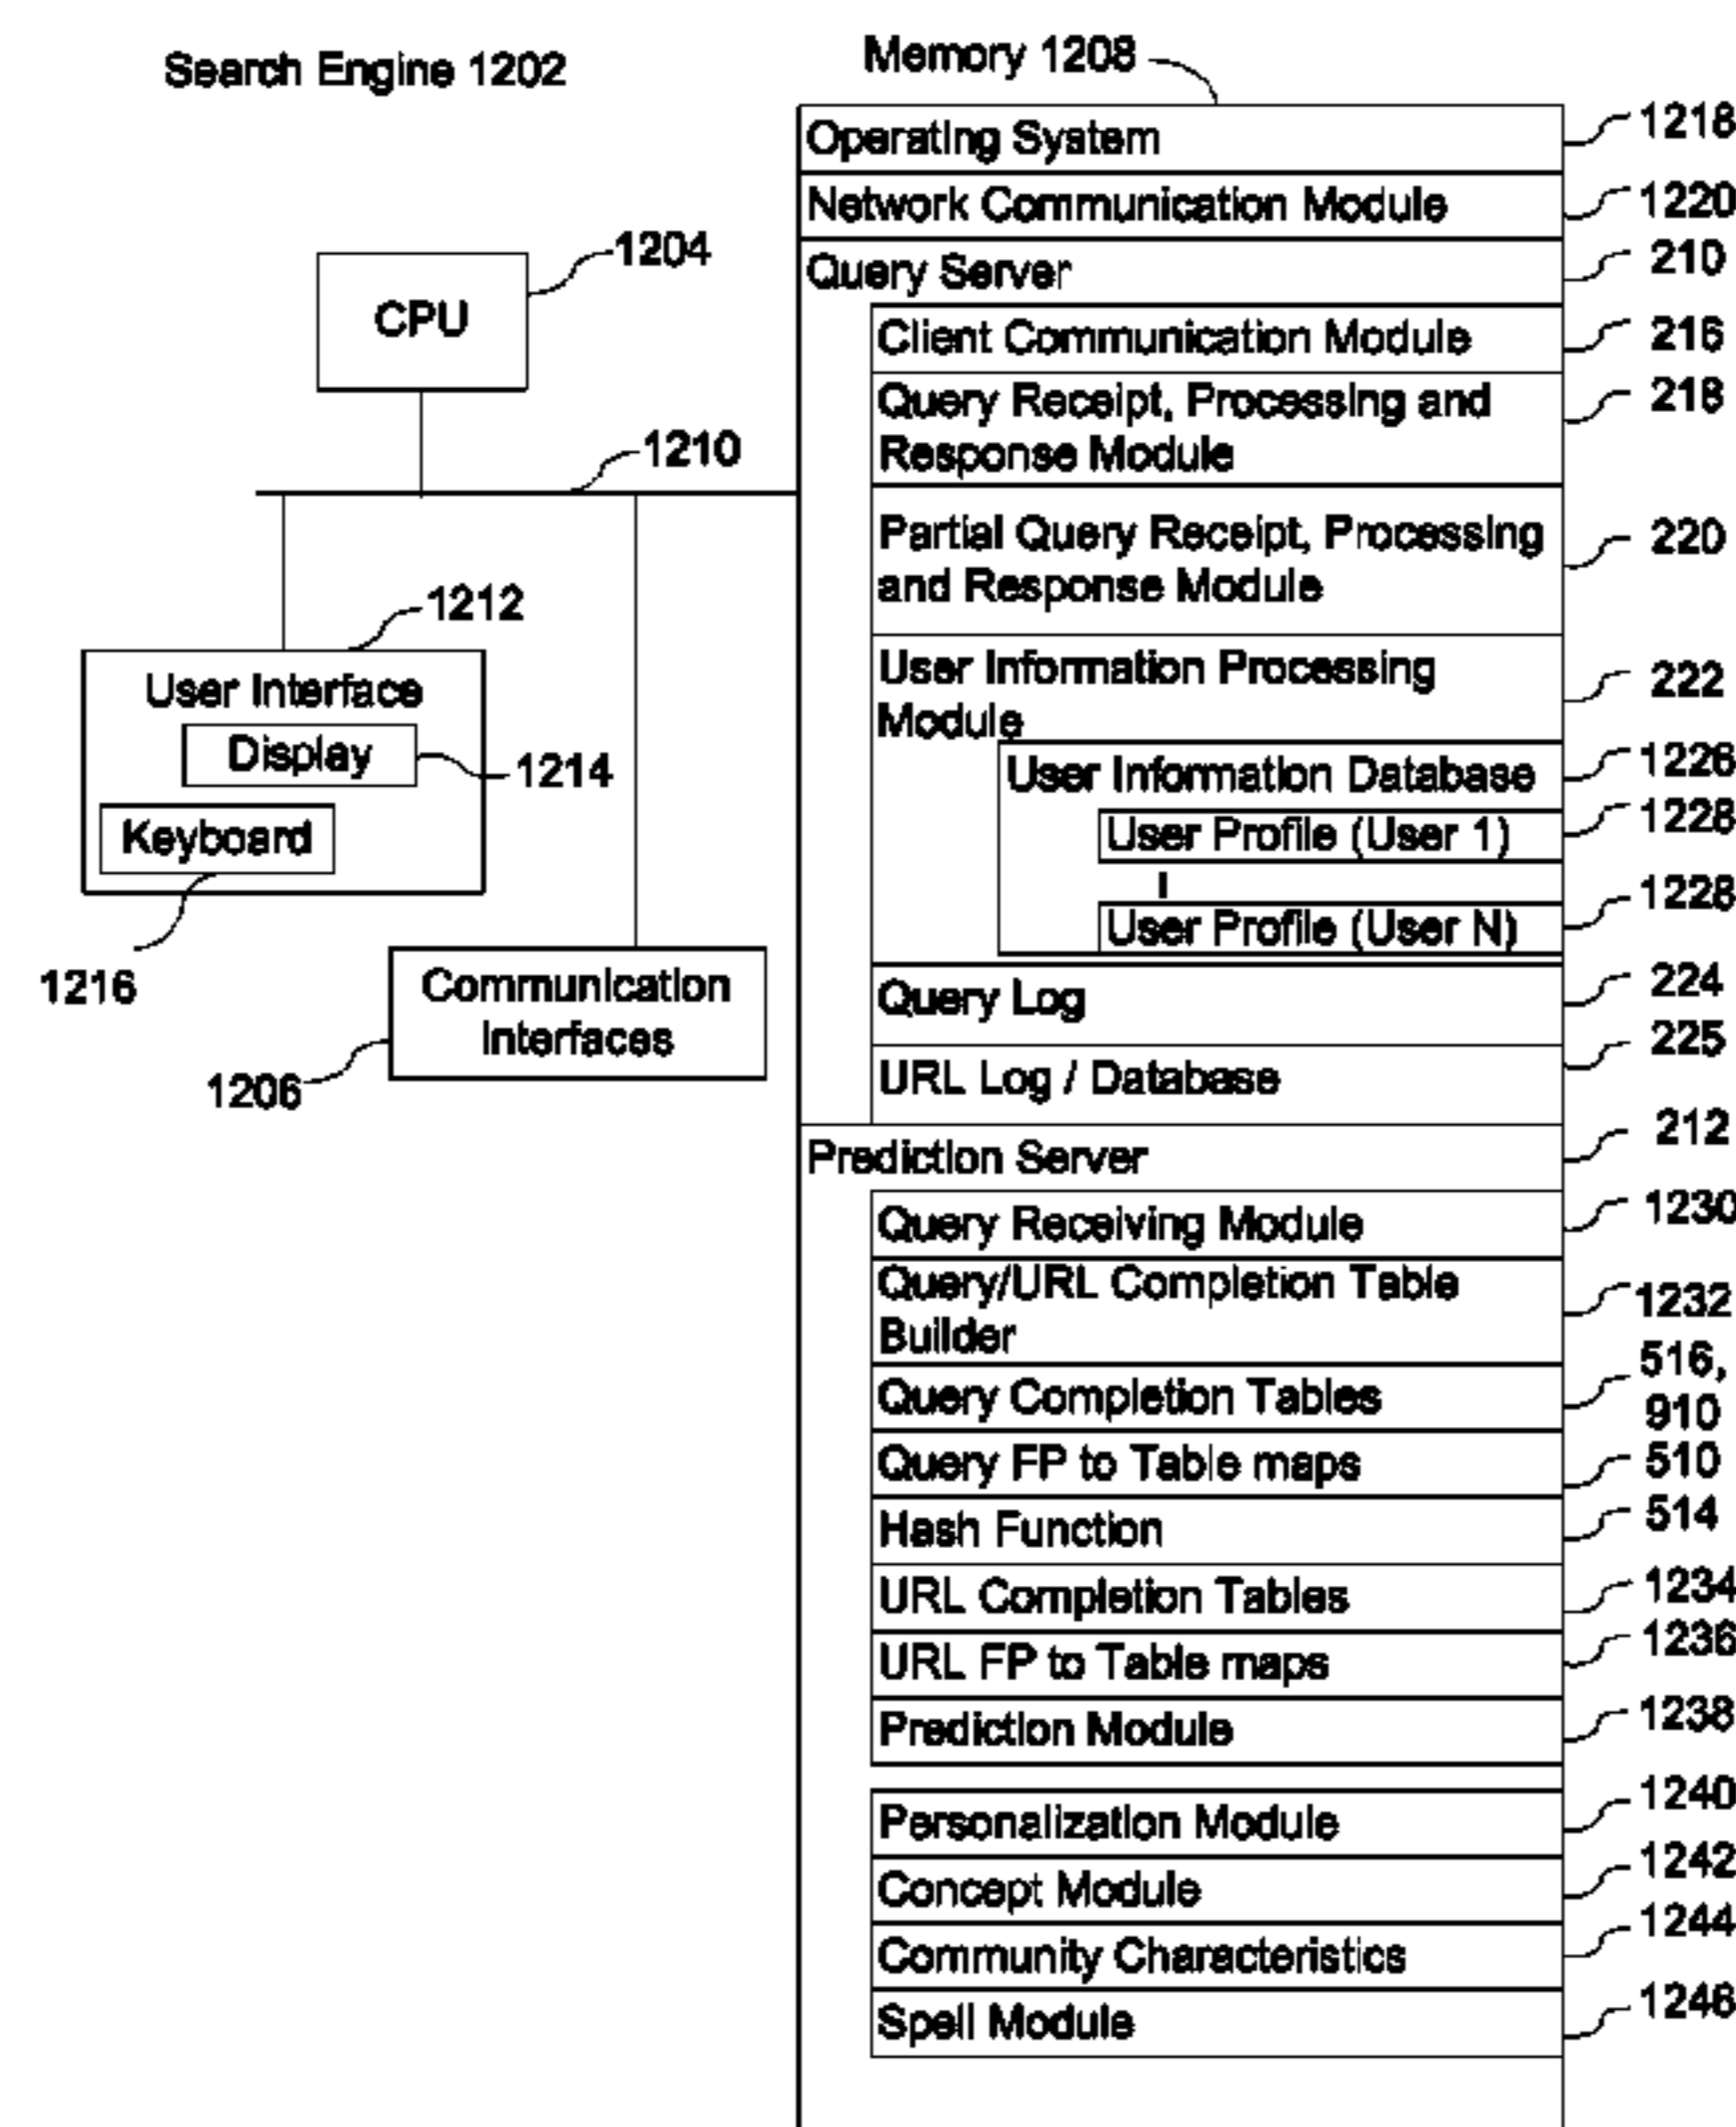 Search Engine 1202
Memory 1208
Operating System
1218
Network Communication Module
1220
Query Server
210
Client Communication Module
216
Query Receipt, Processing and
Response Module
218
Partial Query Receipt, Processing
and Response Module
220
User Information Processing
Module
222
User Information Database
1226
User Profile (User 1)
1228
User Profile (User N)
1228
Query Log
224
URL Log / Database
225
Prediction Server
212
Query Receiving Module
1230
Query/URL Completion Table
Builder
1232
Query Completion Tables
516,
910
Query FP to Table maps
510
Hash Function
514
URL Completion Tables
1234
URL FP to Table maps
1236
Prediction Module
1238
Personalization Module
1240
Concept Module
1242
Community Characteristics
1244
Spell Module
1246
CPU
1204
1210
1212
User Interface
Display
1214
Keyboard
1216
Communication
Interfaces
1206